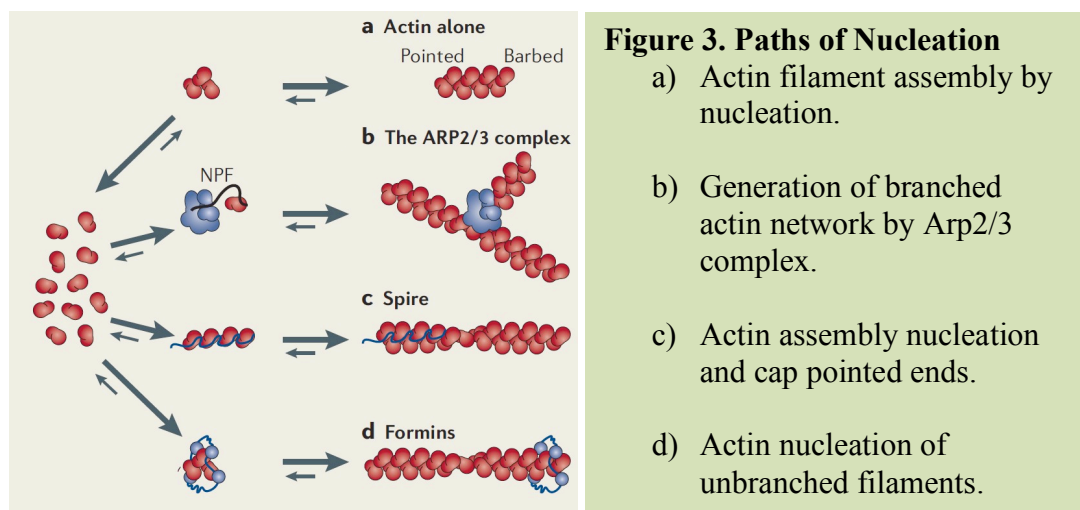 a Actin alone
Pointed Barbed
b The ARP2/3 complex
NPF
c Spire
d Formins
Figure 3. Paths of Nucleation
a) Actin filament assembly by
nucleation.
b) Generation of branched
actin network by Arp2/3
complex.
c) Actin assembly nucleation
and cap pointed ends.
d) Actin nucleation of
unbranched filaments.